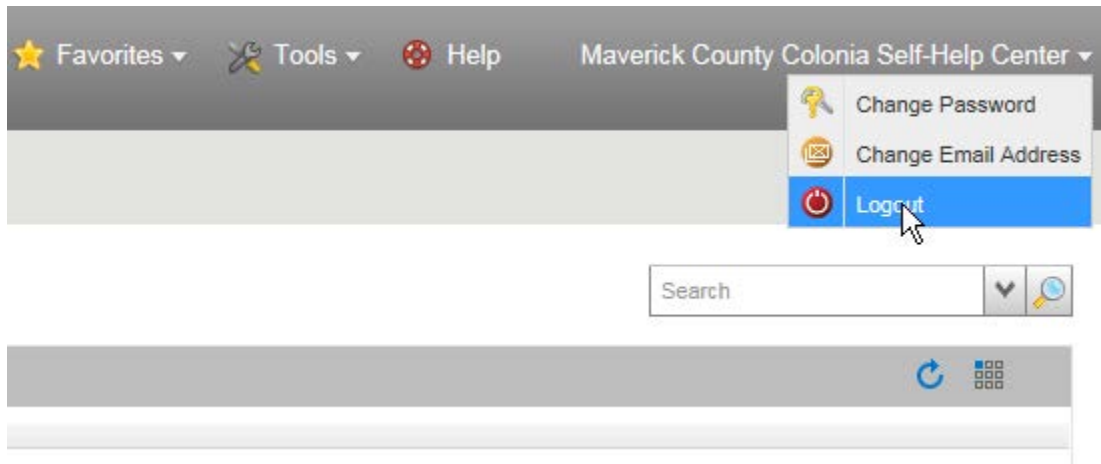 Favorites Tools Help Maverick County Colonia Self-Help Center
Change Password
Change Email Address
Logout
Search